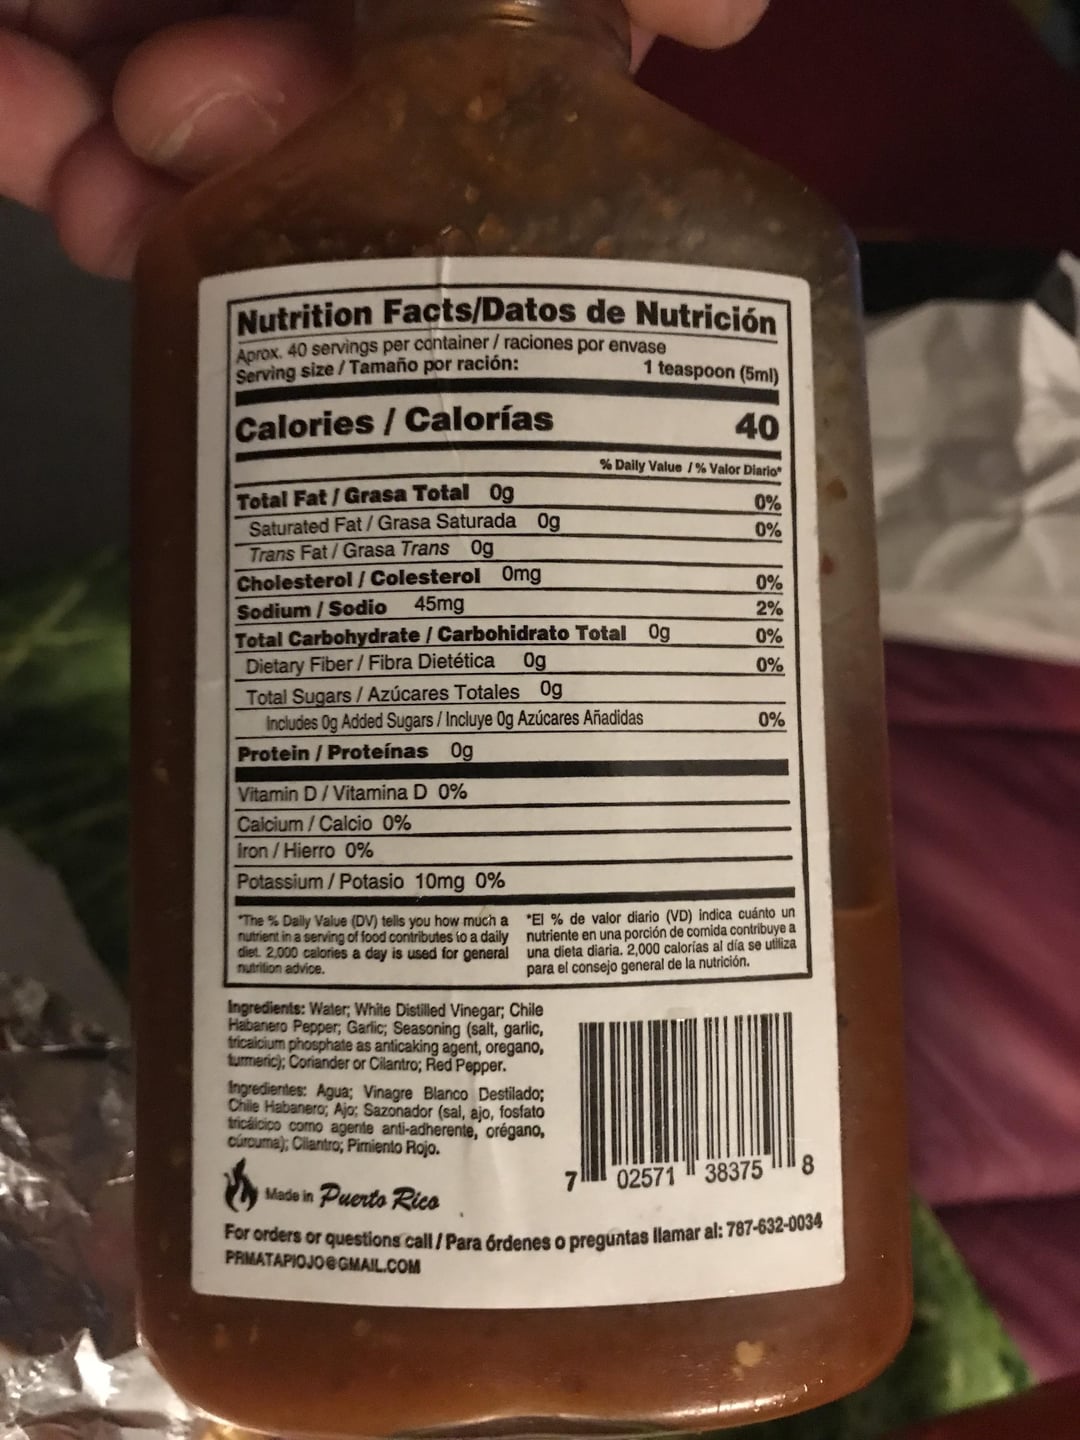 Nutrition Facts/Datos de Nutrición
Aprox. 40 servings per container / raciones por envase
Serving size / Tamaño por ración: 1 teaspoon (5ml)
Calories / Calorías 40
% Daily Value / % Valor Diario*
Total Fat / Grasa Total 0g 0%
Saturated Fat / Grasa Saturada 0g 0%
Trans Fat / Grasa Trans 0g
Cholesterol / Colesterol 0mg 0%
Sodium / Sodio 45mg 2%
Total Carbohydrate / Carbohidrato Total 0g 0%
Dietary Fiber / Fibra Dietética 0g 0%
Total Sugars / Azúcares Totales 0g
Includes 0g Added Sugars / Incluye 0g Azúcares Añadidas 0%
Protein / Proteínas 0g
Vitamin D / Vitamina D 0%
Calcium / Calcio 0%
Iron / Hierro 0%
Potassium / Potasio 10mg 0%
*The % Daily Value (DV) tells you how much a
nutrient in a serving of food contributes to a daily
diet. 2,000 calories a day is used for general
nutrition advice.
*El % de valor diario (VD) indica cuánto un
nutriente en una porción de comida contribuye a
una dieta diaria. 2,000 calorías al día se utiliza
para el consejo general de la nutrición.
Ingredients: Water; White Distilled Vinegar; Chile
Habanero Pepper; Garlic; Seasoning (salt, garlic,
tricalcium phosphate as anticaking agent, oregano,
turmeric); Coriander or Cilantro; Red Pepper.
Ingredientes: Agua; Vinagre Blanco Destilado;
Chile Habanero; Ajo; Sazonador (sal, ajo, fosfato
tricálcico como agente anti-adherente, orégano,
cúrcuma); Cilantro; Pimiento Rojo.
7 02571 38375 8
Made in Puerto Rico
For orders or questions call / Para órdenes o preguntas llamar al: 787-632-0034
PRMATAPIOJO@GMAIL.COM